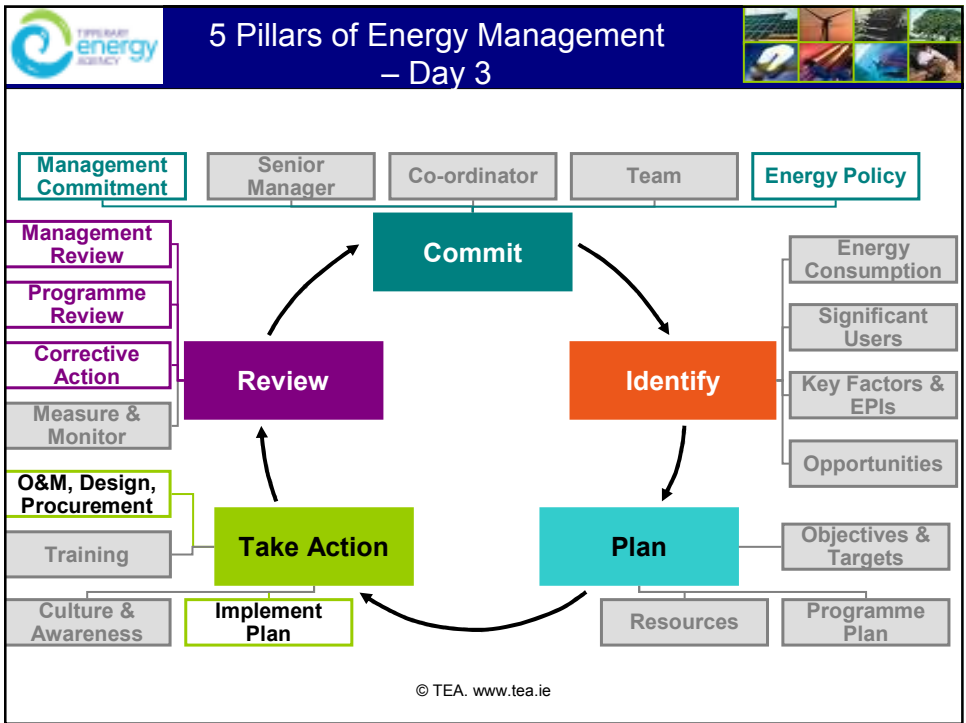 TIPPERARY
energy
AGENCY
5 Pillars of Energy Management
– Day 3
Management
Commitment
Senior
Manager
Co-ordinator
Team
Energy Policy
Commit
Management
Review
Programme
Review
Corrective
Action
Measure &
Monitor
Review
Identify
Energy
Consumption
Significant
Users
Key Factors &
EPIs
Opportunities
O&M, Design,
Procurement
Training
Culture &
Awareness
Implement
Plan
Take Action
Plan
Objectives &
Targets
Resources
Programme
Plan
© TEA. www.tea.ie